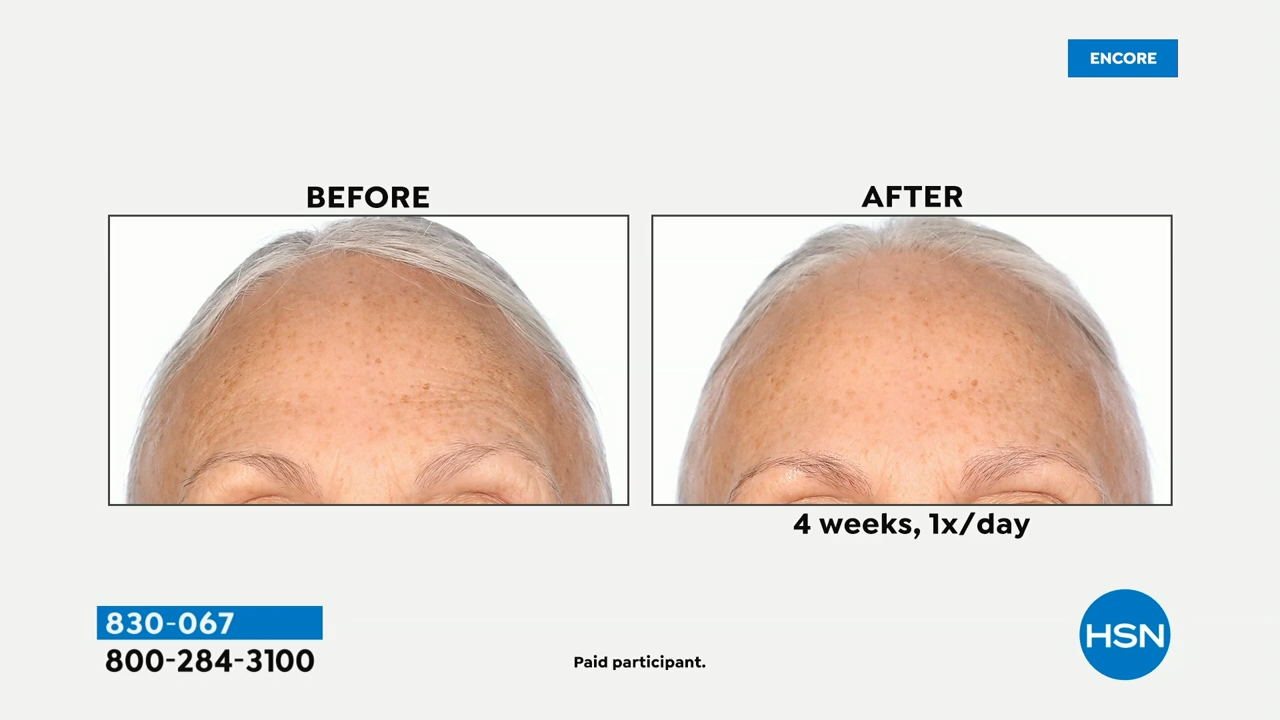 ENCORE
BEFORE
AFTER
4 weeks, 1x/day
830-067
800-284-3100
Paid participant.
HSN